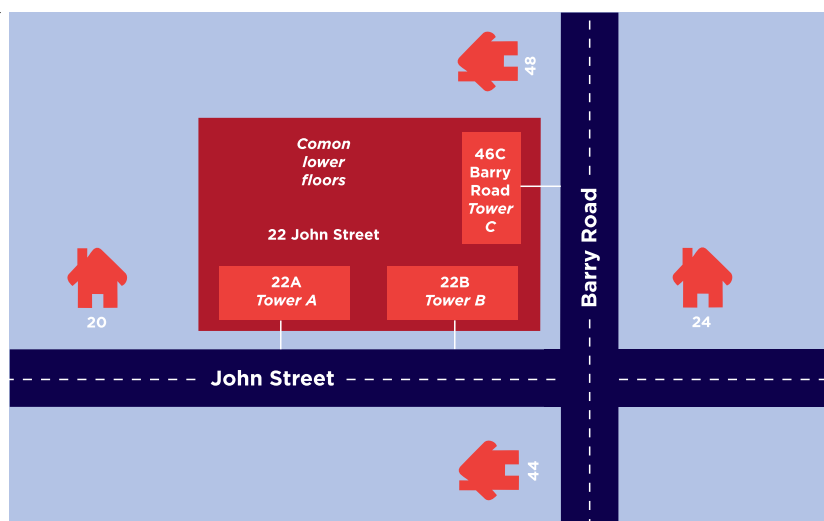 48
Comon
lower
floors
46C
Barry
Road
Tower
C
22 John Street
Barry Road
22A
Tower A
22B
Tower B
20
24
John Street
44